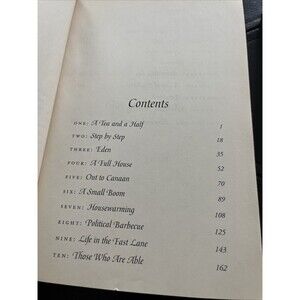 Contents
ONE: A Tea and a Half 1
TWO: Step by Step 18
THREE: Eden 35
FOUR: A Full House 52
FIVE: Out to Canaan 70
SIX: A Small Boom 89
SEVEN: Housewarming 108
EIGHT: Political Barbecue 125
NINE: Life in the Fast Lane 143
TEN: Those Who Are Able 162